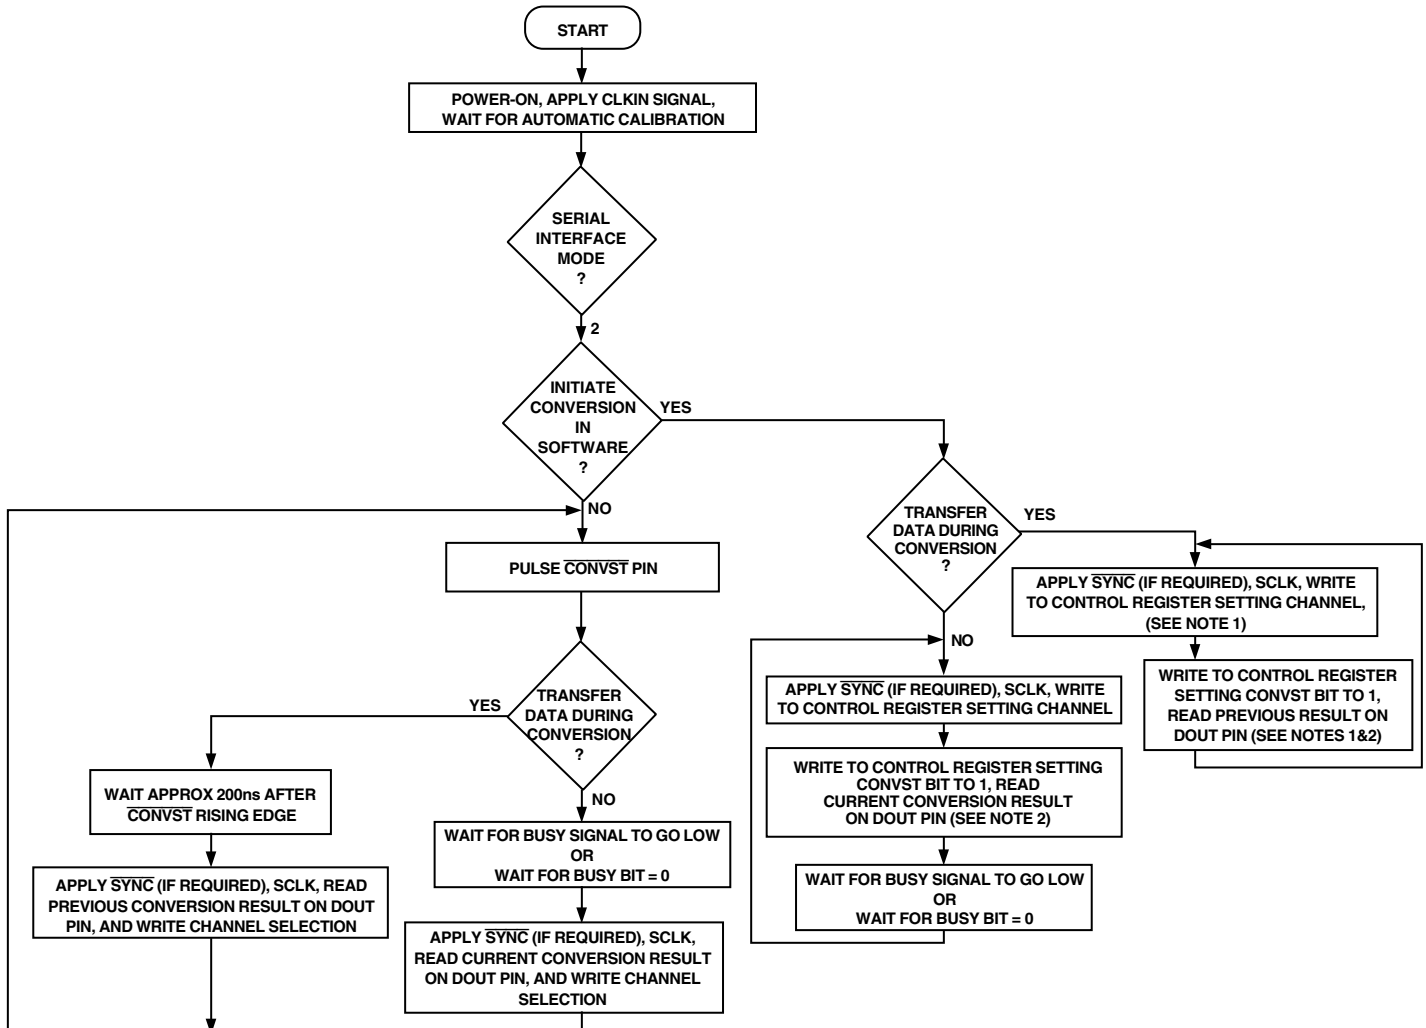 START
POWER-ON, APPLY CLKIN SIGNAL,
WAIT FOR AUTOMATIC CALIBRATION
SERIAL
INTERFACE
MODE
?
2
INITIATE
CONVERSION
IN
SOFTWARE
?
YES
NO
PULSE CONVST PIN
TRANSFER
DATA DURING
CONVERSION
?
YES
NO
WAIT APPROX 200ns AFTER
CONVST RISING EDGE
APPLY SYNC (IF REQUIRED), SCLK, READ
PREVIOUS CONVERSION RESULT ON DOUT
PIN, AND WRITE CHANNEL SELECTION
WAIT FOR BUSY SIGNAL TO GO LOW
OR
WAIT FOR BUSY BIT = 0
APPLY SYNC (IF REQUIRED), SCLK,
READ CURRENT CONVERSION RESULT
ON DOUT PIN, AND WRITE CHANNEL
SELECTION
TRANSFER
DATA DURING
CONVERSION
?
YES
NO
APPLY SYNC (IF REQUIRED), SCLK, WRITE
TO CONTROL REGISTER SETTING CHANNEL
WRITE TO CONTROL REGISTER SETTING
CONVST BIT TO 1, READ
CURRENT CONVERSION RESULT
ON DOUT PIN (SEE NOTE 2)
WAIT FOR BUSY SIGNAL TO GO LOW
OR
WAIT FOR BUSY BIT = 0
APPLY SYNC (IF REQUIRED), SCLK, WRITE
TO CONTROL REGISTER SETTING CHANNEL,
(SEE NOTE 1)
WRITE TO CONTROL REGISTER
SETTING CONVST BIT TO 1,
READ PREVIOUS RESULT ON
DOUT PIN (SEE NOTES 1&2)